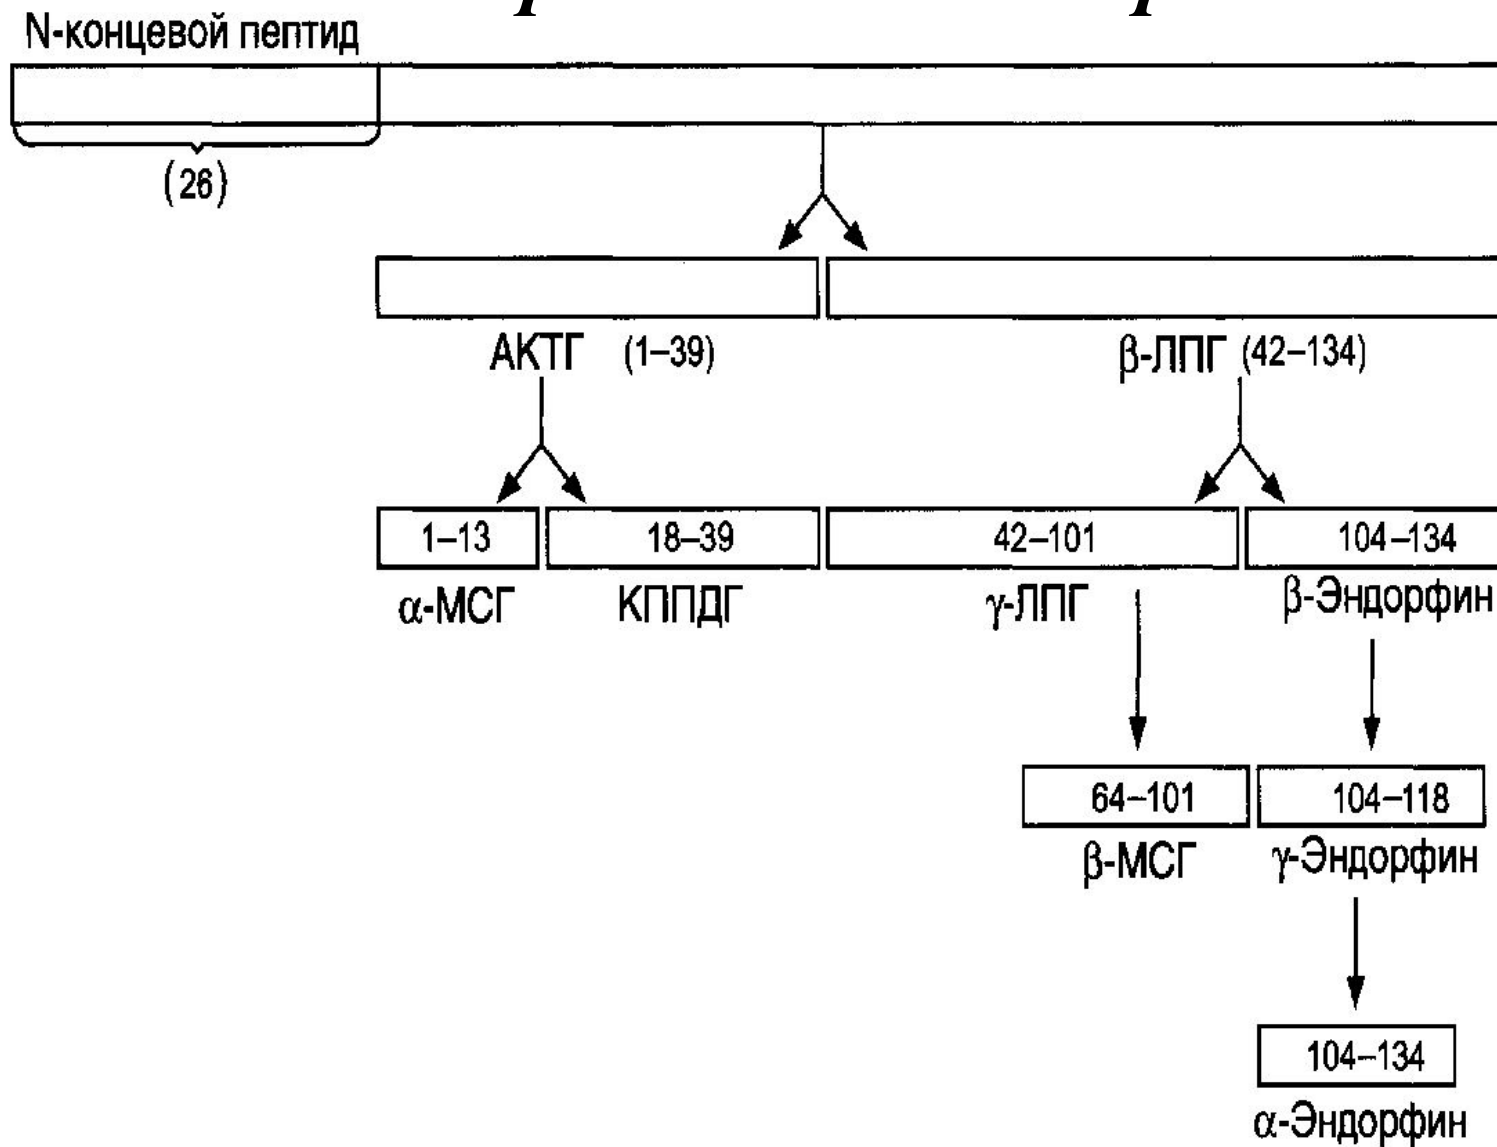 N-концевой пептид
(26)
АКТГ (1–39)
β-ЛПГ (42–134)
1–13
18–39
42–101
104–134
α-МСГ
КППДГ
γ-ЛПГ
β-Эндорфин
64–101
104–118
β-МСГ
γ-Эндорфин
104–134
α-Эндорфин